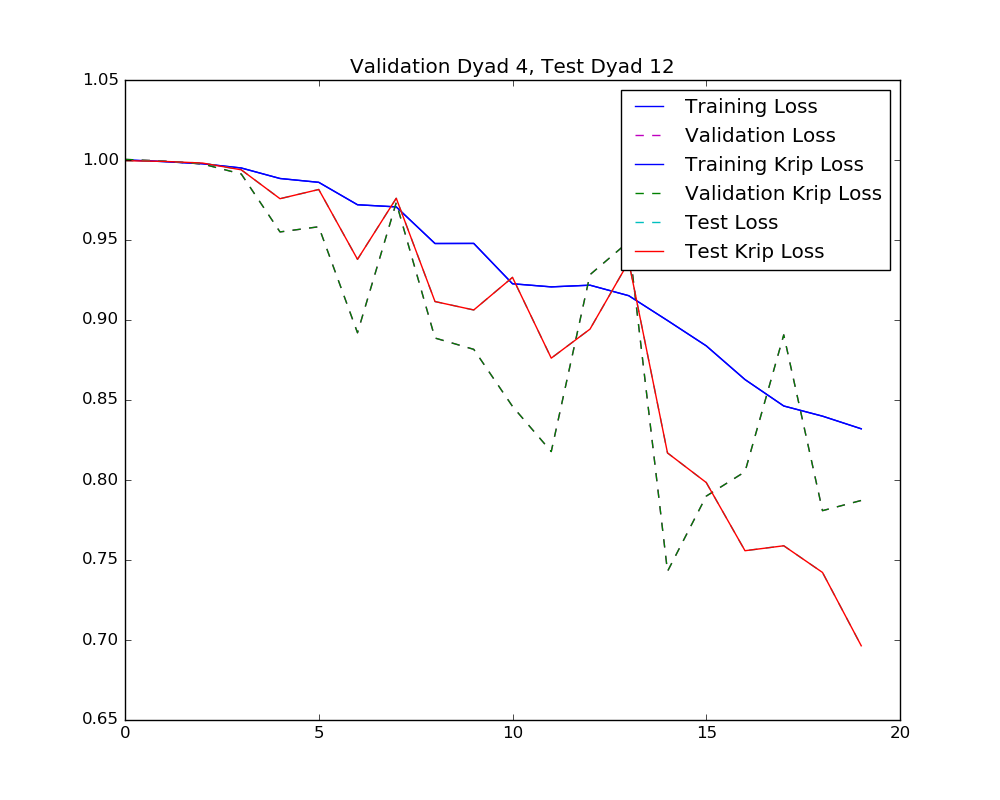 Validation Dyad 4, Test Dyad 12
1.05
1.00
0.95
0.90
0.85
0.80
0.75
0.70
0.65
0
5
10
15
20
Training Loss
Validation Loss
Training Krip Loss
Validation Krip Loss
Test Loss
Test Krip Loss